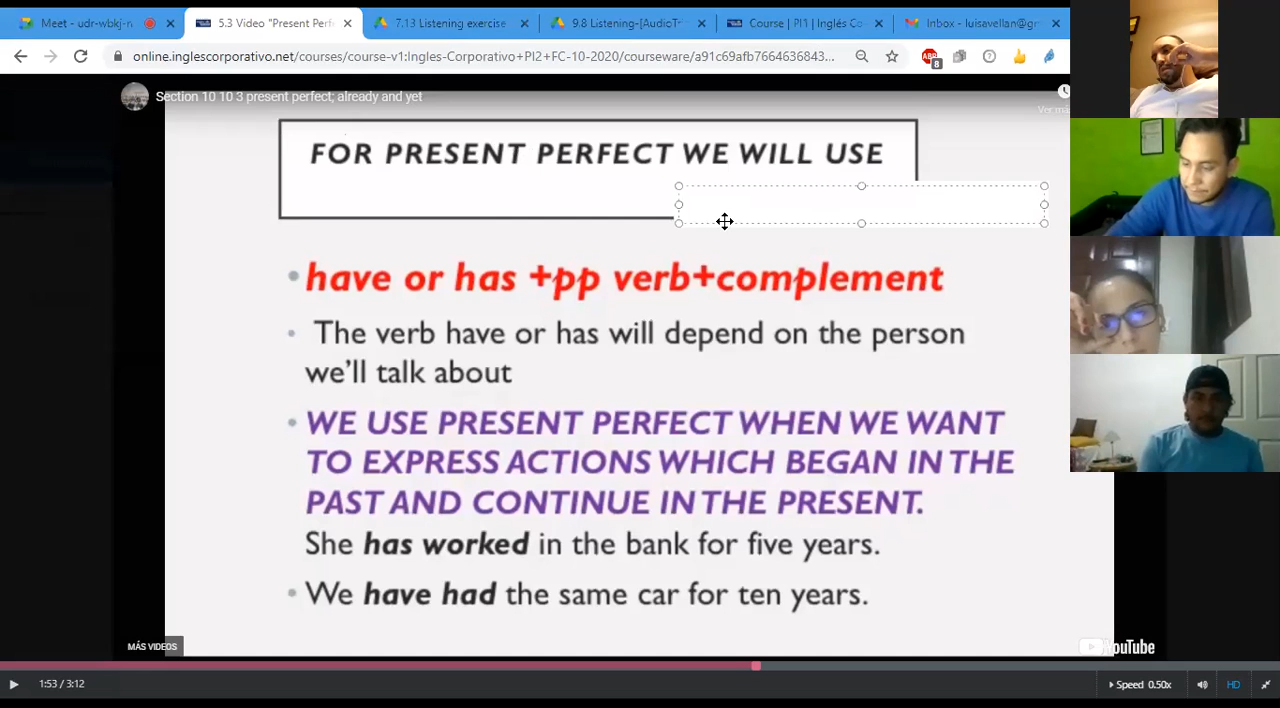 Meet - udr-wbkj-n
5.3 Video "Present Perf
7.13 Listening exercise
9.8 Listening-[AudioTr
Course | PI1 | Inglés Co
Inbox - luisavellan@gm
online.inglescorporativo.net/courses/course-v1:Ingles-Corporativo+PI2+FC-10-2020/courseware/a91c69afb7664636843...
ABP
8
Section 10 10 3 present perfect; already and yet
Ver má
FOR PRESENT PERFECT WE WILL USE
• have or has +pp verb+complement
• The verb have or has will depend on the person
we'll talk about
• WE USE PRESENT PERFECT WHEN WE WANT
TO EXPRESS ACTIONS WHICH BEGAN IN THE
PAST AND CONTINUE IN THE PRESENT.
She has worked in the bank for five years.
• We have had the same car for ten years.
MÁS VIDEOS
YouTube
1:53 / 3:12
Speed 0.50x
HD